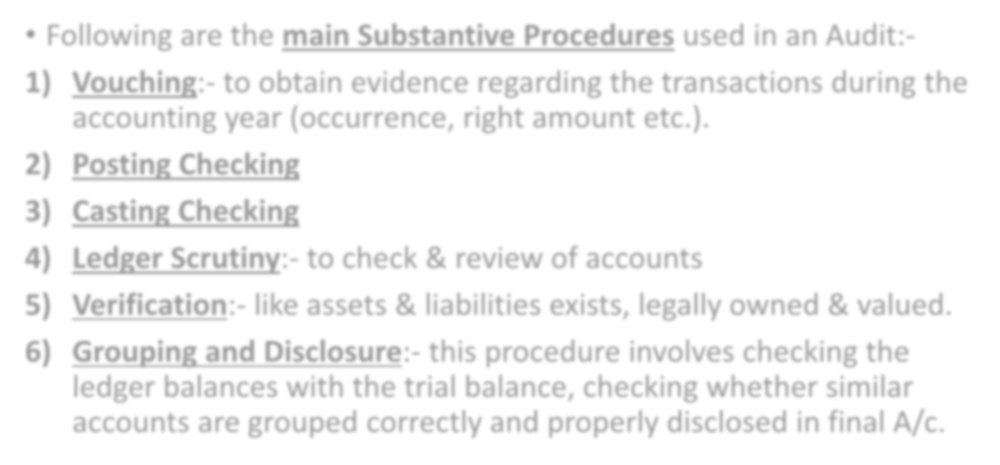 • Following are the main Substantive Procedures used in an Audit:-
1) Vouching:- to obtain evidence regarding the transactions during the
accounting year (occurrence, right amount etc.).
2) Posting Checking
3) Casting Checking
4) Ledger Scrutiny:- to check & review of accounts
5) Verification:- like assets & liabilities exists, legally owned & valued.
6) Grouping and Disclosure:- this procedure involves checking the
ledger balances with the trial balance, checking whether similar
accounts are grouped correctly and properly disclosed in final A/c.